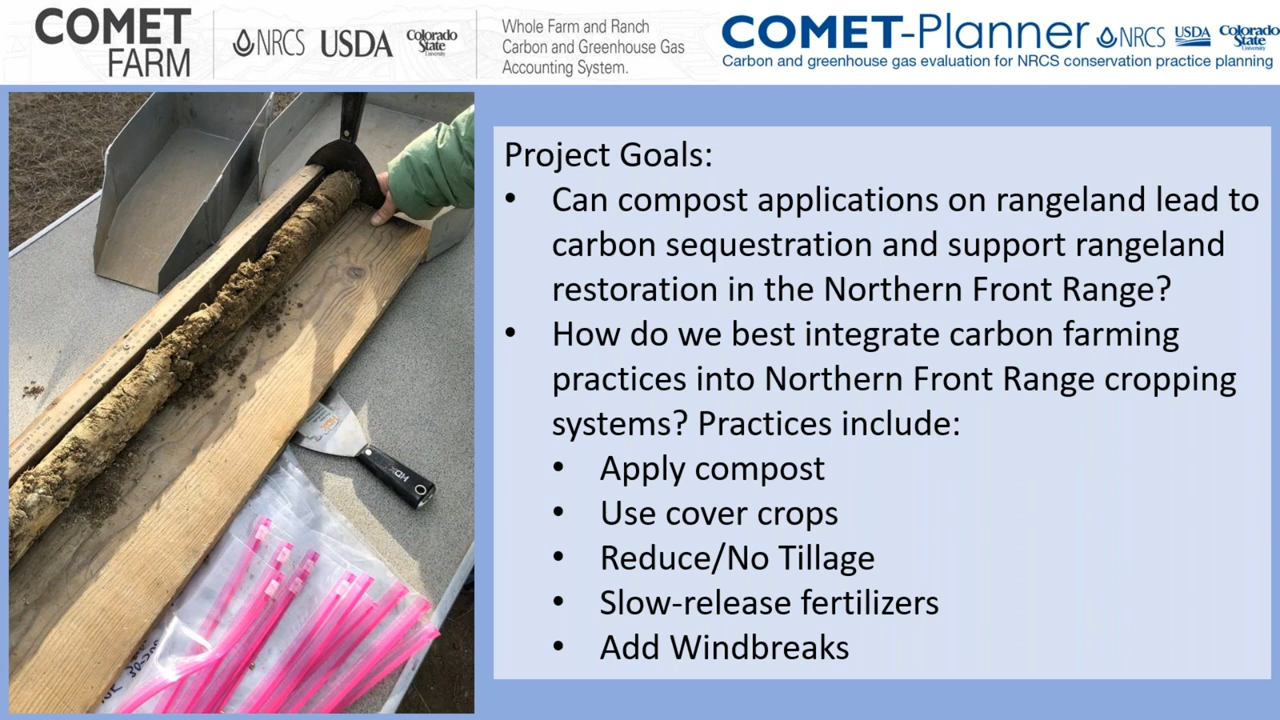 COMET
FARM
NRCS
USDA
Colorado
State
University
Whole Farm and Ranch
Carbon and Greenhouse Gas
Accounting System.
COMET-Planner
NRCS
USDA
Colorado
State
University
Carbon and greenhouse gas evaluation for NRCS conservation practice planning
Project Goals:
• Can compost applications on rangeland lead to
carbon sequestration and support rangeland
restoration in the Northern Front Range?
• How do we best integrate carbon farming
practices into Northern Front Range cropping
systems? Practices include:
• Apply compost
• Use cover crops
• Reduce/No Tillage
• Slow-release fertilizers
• Add Windbreaks